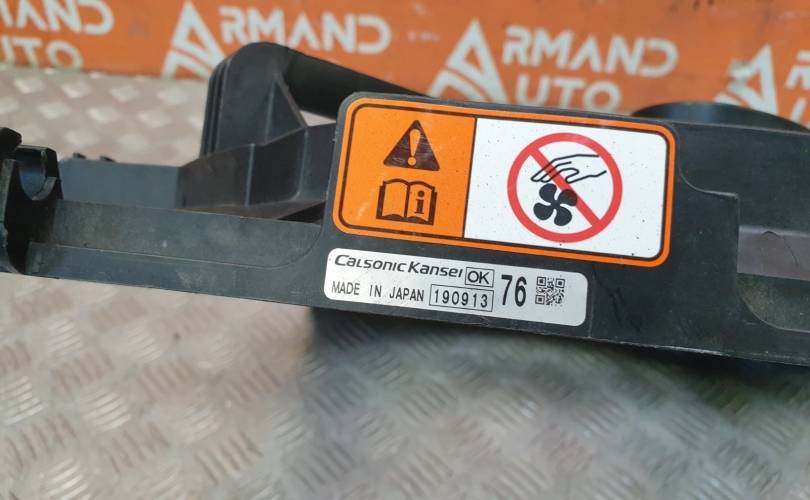 ARMAND
AUTO
ARMAND
AUTO
CalsonicKansei OK 76
MADE IN JAPAN 190913